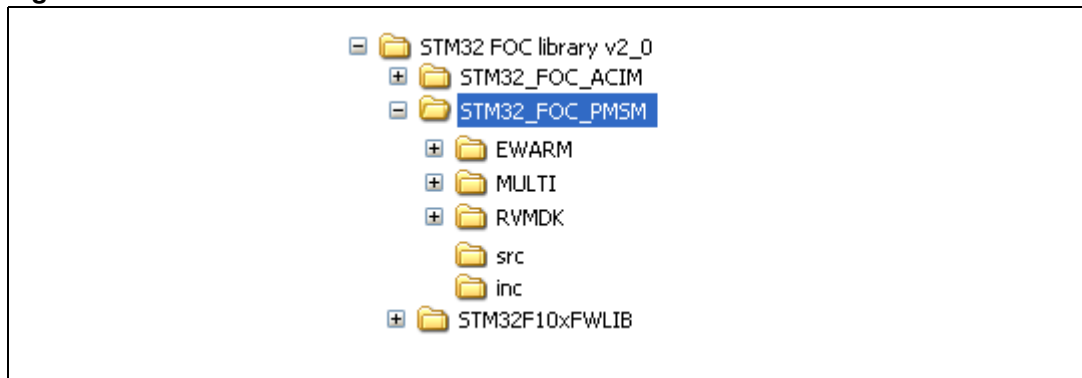 STM32 FOC library v2_0
STM32_FOC_ACIM
STM32_FOC_PMSM
EWARM
MULTI
RVMDK
src
inc
STM32F10xFWLIB